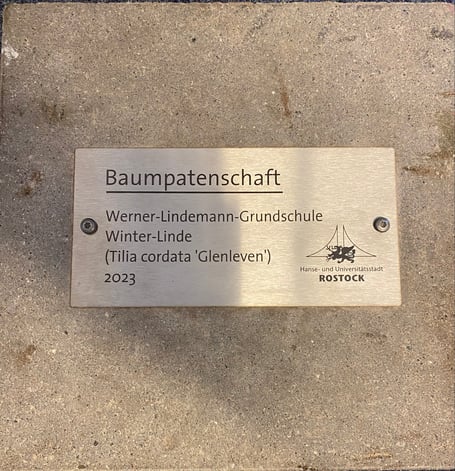 Baumpatenschaft
Werner-Lindemann-Grundschule
Winter-Linde
(Tilia cordata 'Glenleven')
2023
Hanse- und Universitätsstadt
ROSTOCK